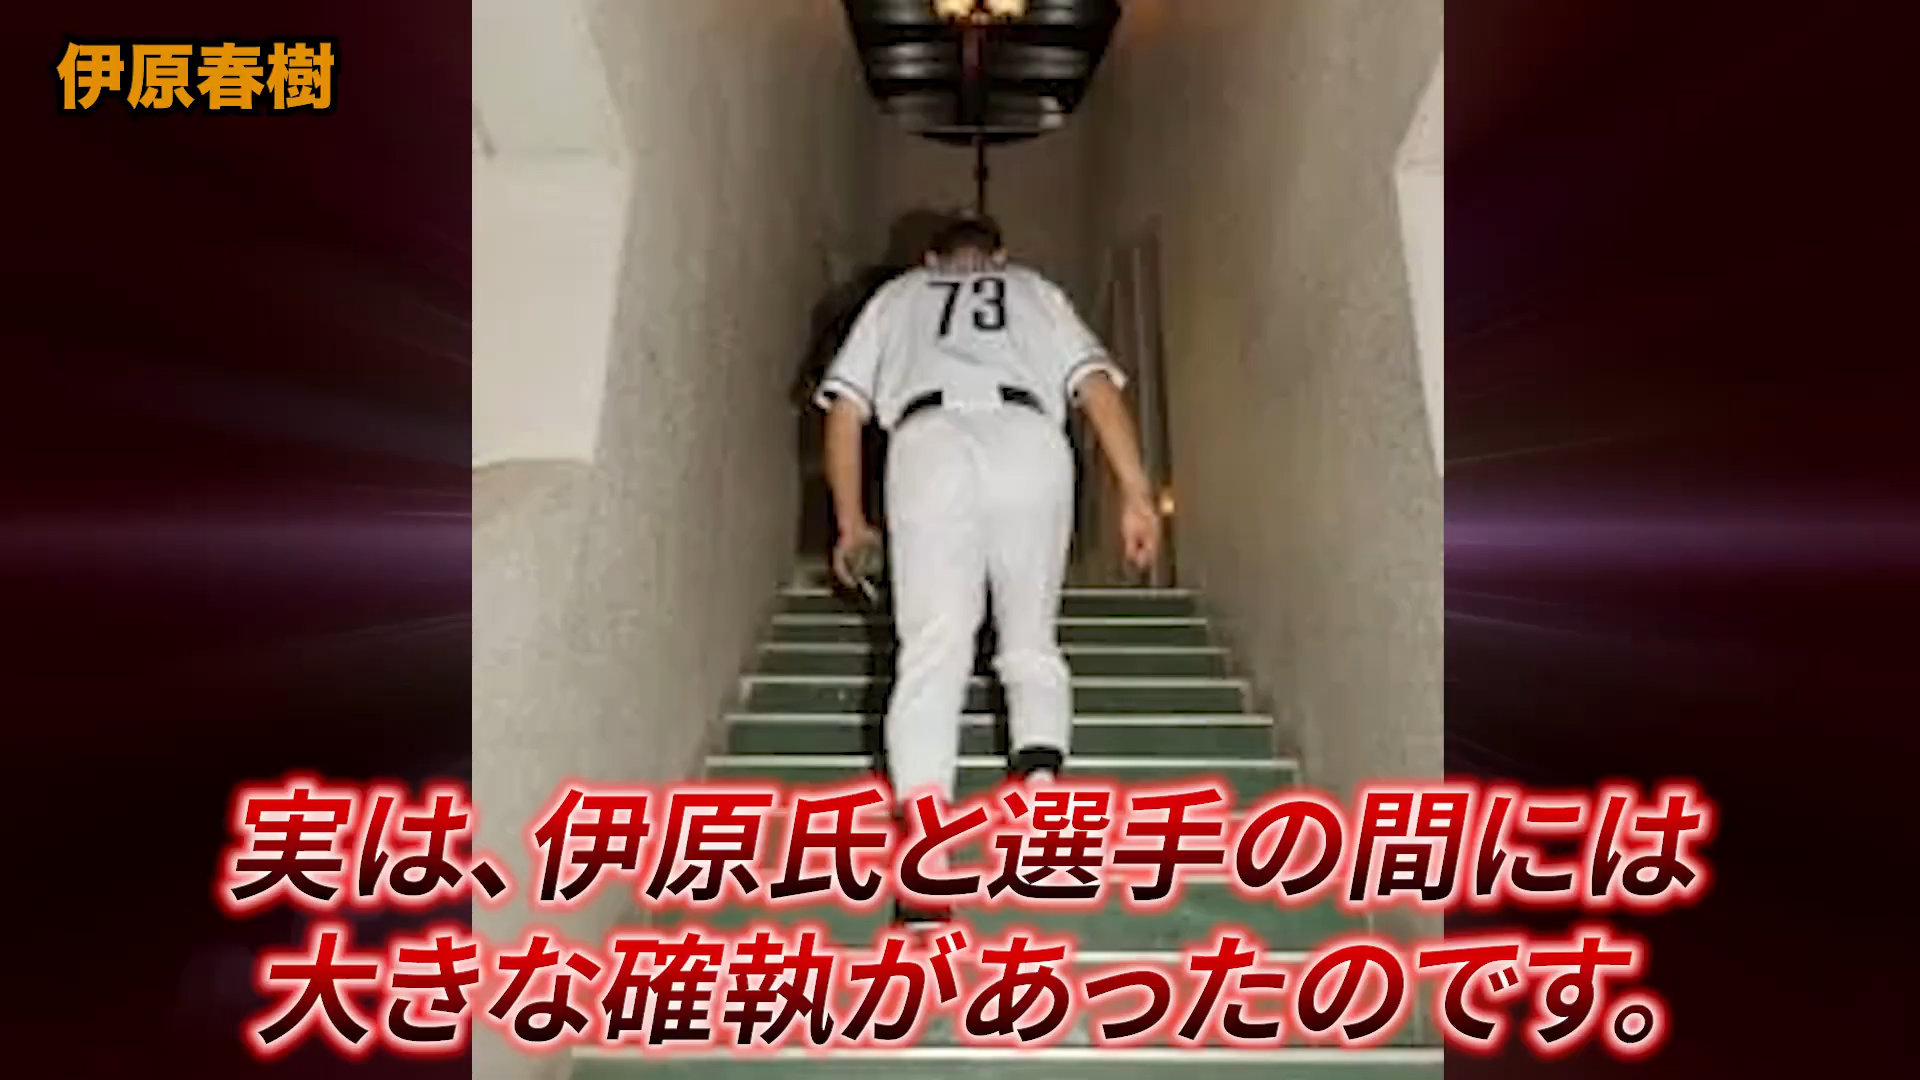 伊原春樹
73
実は、伊原氏と選手の間には
大きな確執があったのです。